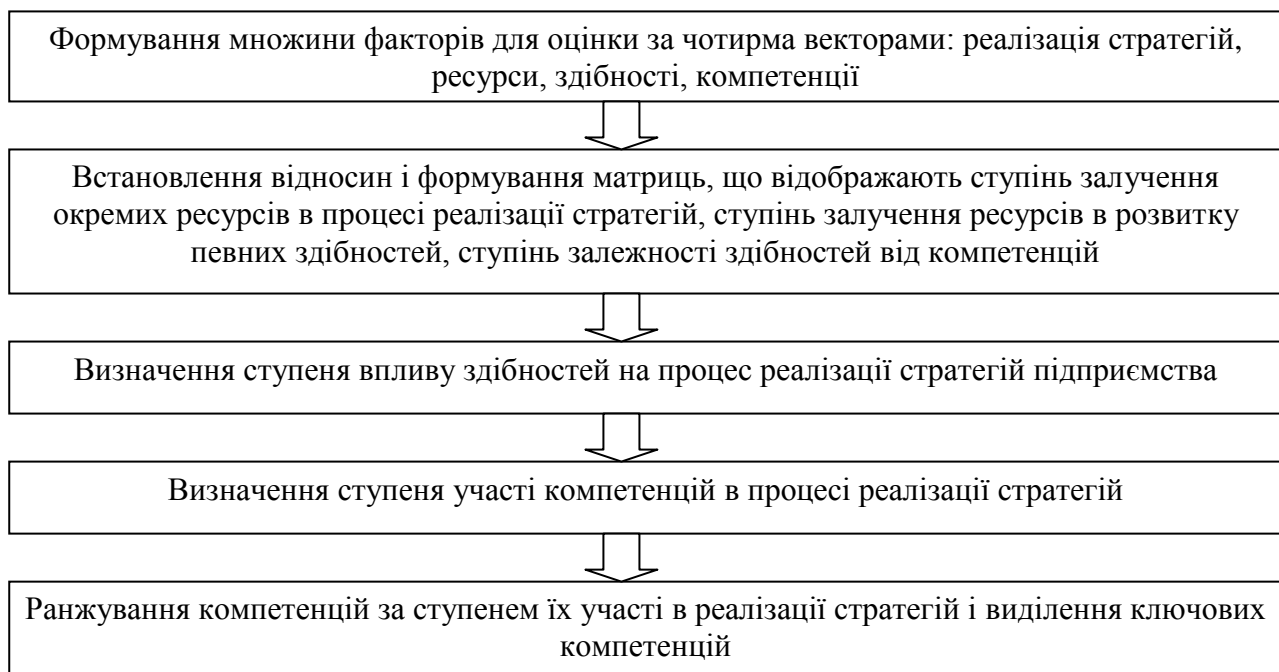 Формування множини факторів для оцінки за чотирма векторами: реалізація стратегій,
ресурси, здібності, компетенції
Встановлення відносин і формування матриць, що відображають ступінь залучення
окремих ресурсів в процесі реалізації стратегій, ступінь залучення ресурсів в розвитку
певних здібностей, ступінь залежності здібностей від компетенцій
Визначення ступеня впливу здібностей на процес реалізації стратегій підприємства
Визначення ступеня участі компетенцій в процесі реалізації стратегій
Ранжування компетенцій за ступенем їх участі в реалізації стратегій і виділення ключових
компетенцій